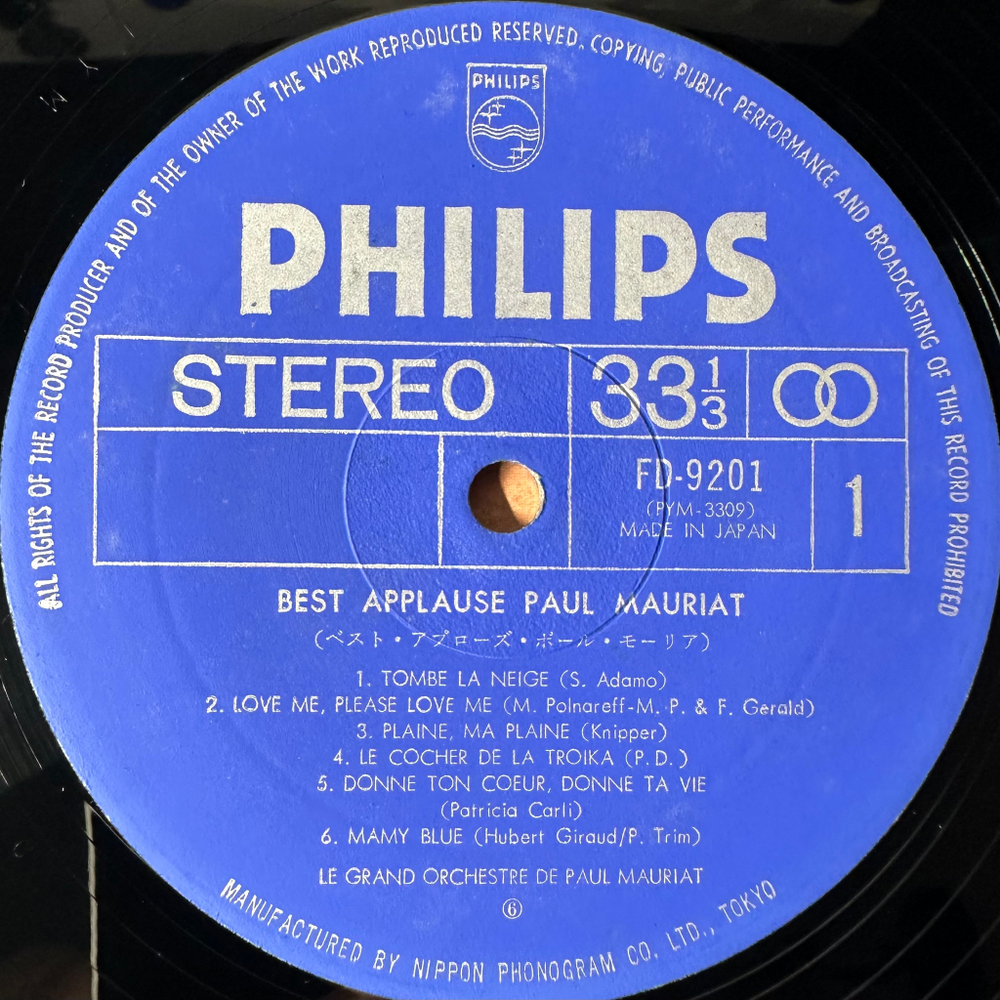 ALL RIGHTS OF THE RECORD PRODUCER AND OF THE OWNER OF THE WORK REPRODUCED RESERVED. COPYING, PUBLIC PERFORMANCE AND BROADCASTING OF THIS RECORD PROHIBITED
PHILIPS
PHILIPS
STEREO 33 1/3
FD-9201
(PYM-3309)
MADE IN JAPAN
1
BEST APPLAUSE PAUL MAURIAT
(ベスト・アプローズ・ポール・モーリア)
1. TOMBE LA NEIGE (S. Adamo)
2. LOVE ME, PLEASE LOVE ME (M. Polnareff-M. P. & F. Gerald)
3. PLAINE, MA PLAINE (Knipper)
4. LE COCHER DE LA TROIKA (P.D.)
5. DONNE TON COEUR, DONNE TA VIE
(Patricia Carli)
6. MAMY BLUE (Hubert Giraud/P. Trim)
LE GRAND ORCHESTRE DE PAUL MAURIAT
⑥
MANUFACTURED BY NIPPON PHONOGRAM CO. LTD., TOKYO